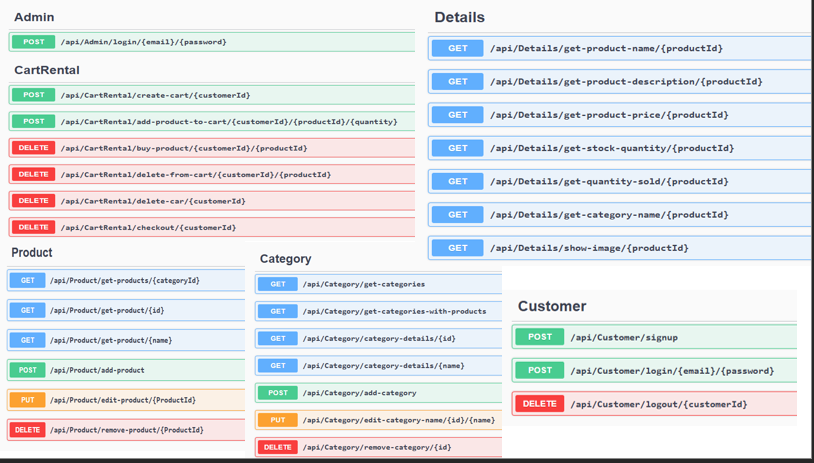 Admin
POST /api/Admin/login/{email}/{password}
CartRental
POST /api/CartRental/create-cart/{customerId}
POST /api/CartRental/add-product-to-cart/{customerId}/{productId}/{quantity}
DELETE /api/CartRental/buy-product/{customerId}/{productId}
DELETE /api/CartRental/delete-from-cart/{customerId}/{productId}
DELETE /api/CartRental/delete-car/{customerId}
DELETE /api/CartRental/checkout/{customerId}
Details
GET /api/Details/get-product-name/{productId}
GET /api/Details/get-product-description/{productId}
GET /api/Details/get-product-price/{productId}
GET /api/Details/get-stock-quantity/{productId}
GET /api/Details/get-quantity-sold/{productId}
GET /api/Details/get-category-name/{productId}
GET /api/Details/show-image/{productId}
Product
GET /api/Product/get-products/{categoryId}
GET /api/Product/get-product/{id}
GET /api/Product/get-product/{name}
POST /api/Product/add-product
PUT /api/Product/edit-product/{ProductId}
DELETE /api/Product/remove-product/{ProductId}
Category
GET /api/Category/get-categories
GET /api/Category/get-categories-with-products
GET /api/Category/category-details/{id}
GET /api/Category/category-details/{name}
POST /api/Category/add-category
PUT /api/Category/edit-category-name/{id}/{name}
DELETE /api/Category/remove-category/{id}
Customer
POST /api/Customer/signup
POST /api/Customer/login/{email}/{password}
DELETE /api/Customer/logout/{customerId}